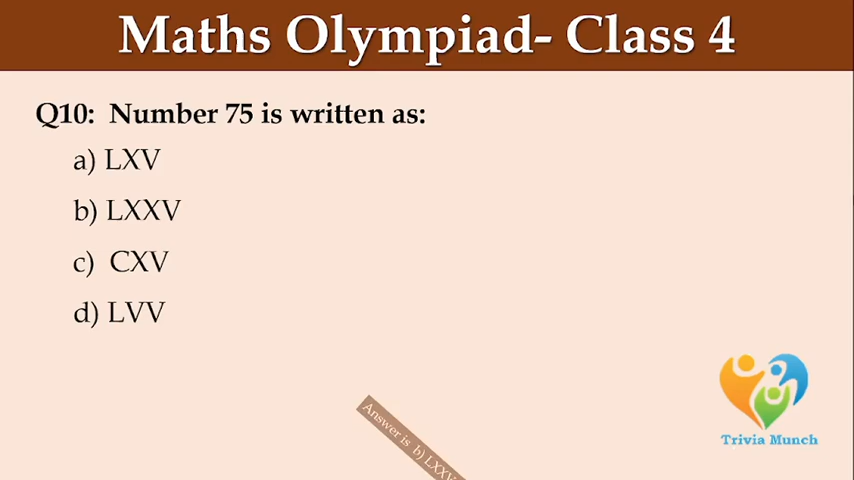 Maths Olympiad- Class 4
Q10: Number 75 is written as:
a) LXV
b) LXXV
c) CXV
d) LVV
Answer is b) LXXV
Trivia Munch